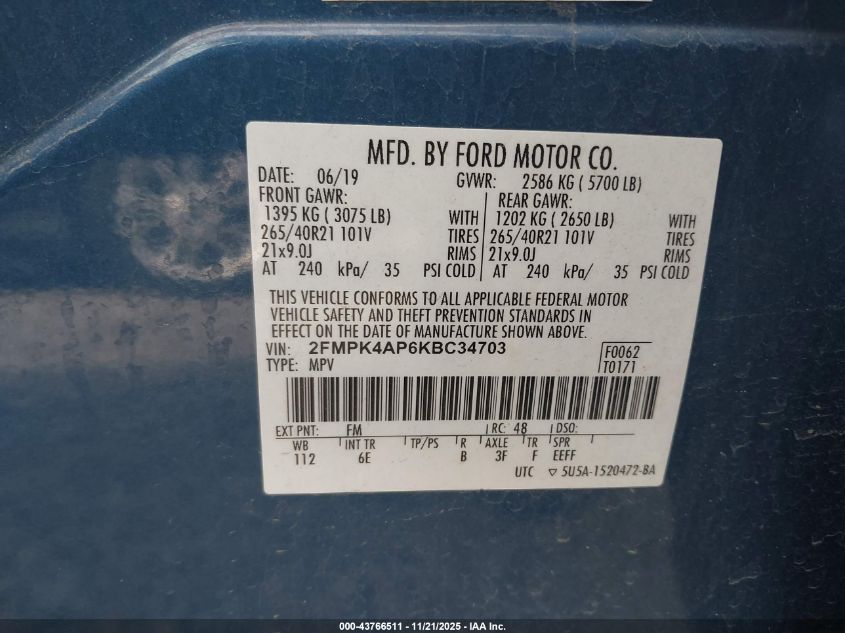 MFD. BY FORD MOTOR CO.
DATE: 06/19 GVWR: 2586 KG ( 5700 LB)
FRONT GAWR: REAR GAWR:
1395 KG ( 3075 LB) WITH 1202 KG ( 2650 LB) WITH
265/40R21 101V TIRES 265/40R21 101V TIRES
21x9.0J RIMS 21x9.0J RIMS
AT 240 kPa/ 35 PSI COLD AT 240 kPa/ 35 PSI COLD
THIS VEHICLE CONFORMS TO ALL APPLICABLE FEDERAL MOTOR
VEHICLE SAFETY AND THEFT PREVENTION STANDARDS IN
EFFECT ON THE DATE OF MANUFACTURE SHOWN ABOVE.
VIN: 2FMPK4AP6KBC34703 F0062
TYPE: MPV T0171
EXT PNT: FM RC: 48 DSO:
WB INT TR TP/PS R AXLE TR SPR
112 6E B 3F F EEFF
UTC ▽ 5U5A-1520472-BA
000-43766511 - 11/21/2025 - IAA Inc.